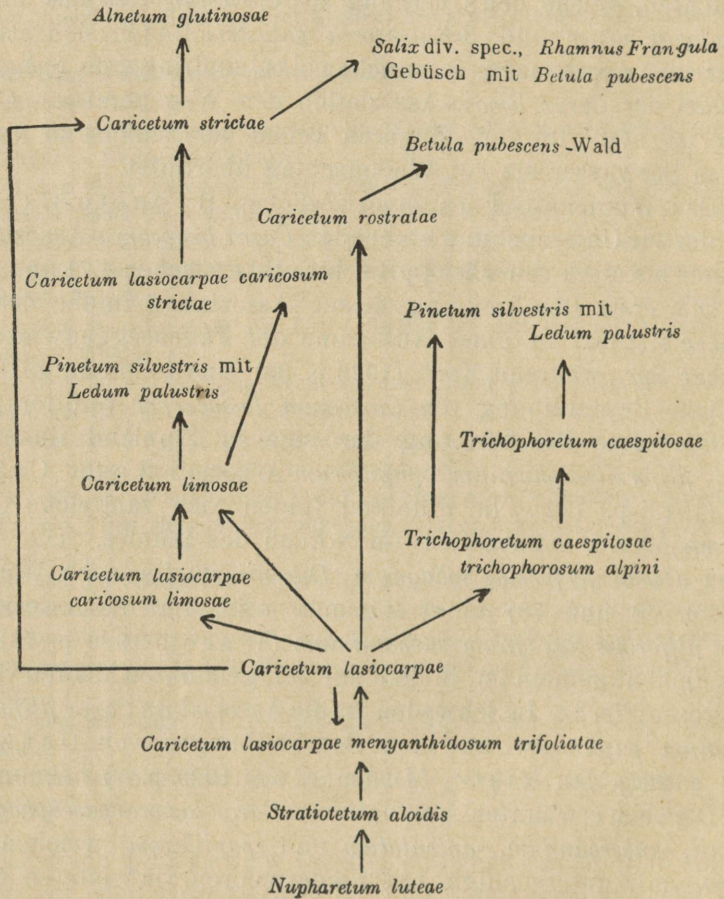 Alnetum glutinosae
Salix div. spec., Rhamnus Frangula
Gebüsch mit Betula pubescens
Caricetum strictae
Betula pubescens -Wald
Caricetum rostratae
Caricetum lasiocarpae caricosum
strictae
Pinetum silvestris mit
Ledum palustris
Pinetum silvestris mit
Ledum palustris
Trichophoretum caespitosae
Caricetum limosae
Trichophoretum caespitosae
trichophorosum alpini
Caricetum lasiocarpae
caricosum limosae
Caricetum lasiocarpae
Caricetum lasiocarpae menyanthidosum trifoliatae
Stratiotetum aloidis
Nupharetum luteae